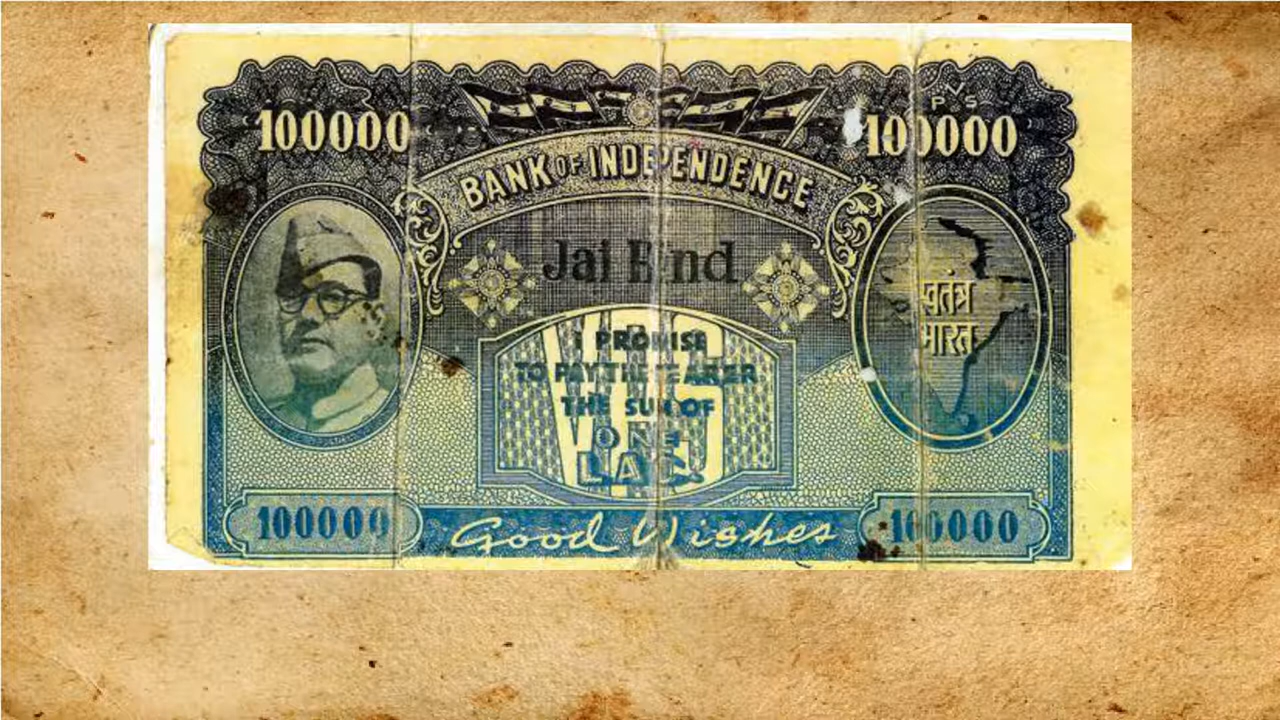 100000
100000
P V S
BANK OF INDEPENDENCE
Jai Hind
स्वतंत्र
भारत
I PROMISE
TO PAY THE BEARER
THE SUM OF
ONE
LAC
100000
Good Wishes
100000